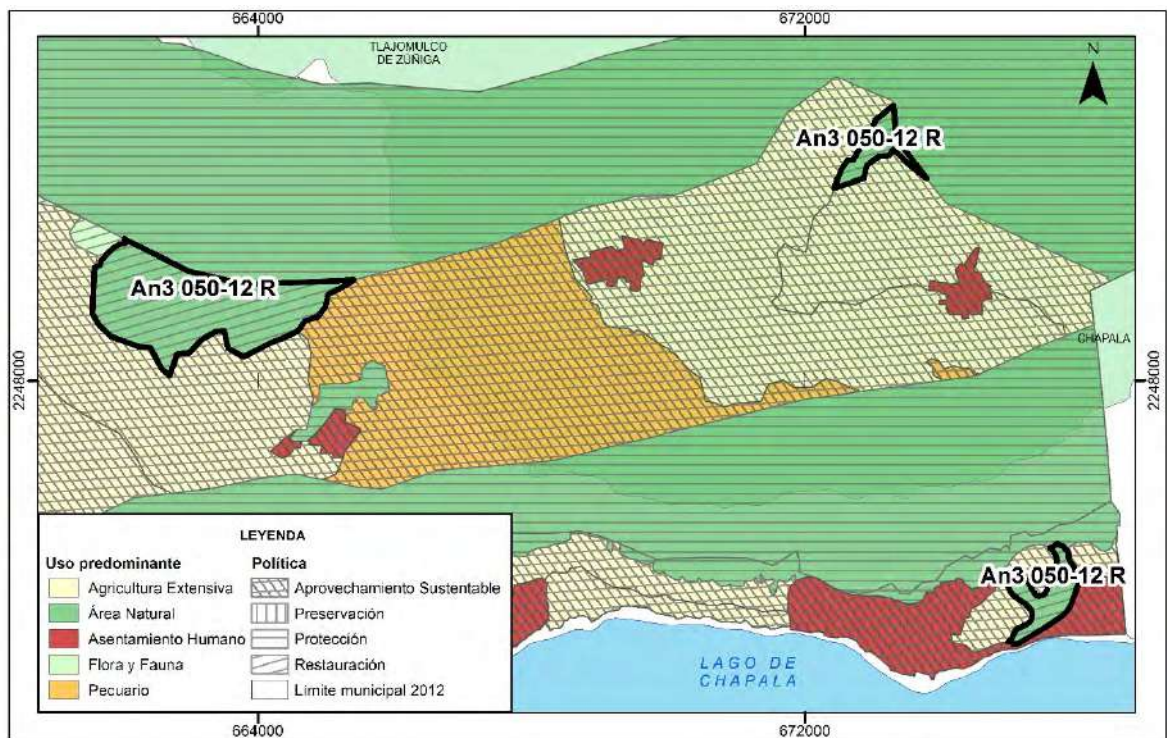 664000
672000
TLAJOMULCO
DE ZÚÑIGA
N
An3 050-12 R
An3 050-12 R
CHAPALA
2248000
2248000
An3 050-12 R
LAGO DE
CHAPALA
LEYENDA
Uso predominante
Agricultura Extensiva
Área Natural
Asentamiento Humano
Flora y Fauna
Pecuario
Política
Aprovechamiento Sustentable
Preservación
Protección
Restauración
Límite municipal 2012
664000
672000